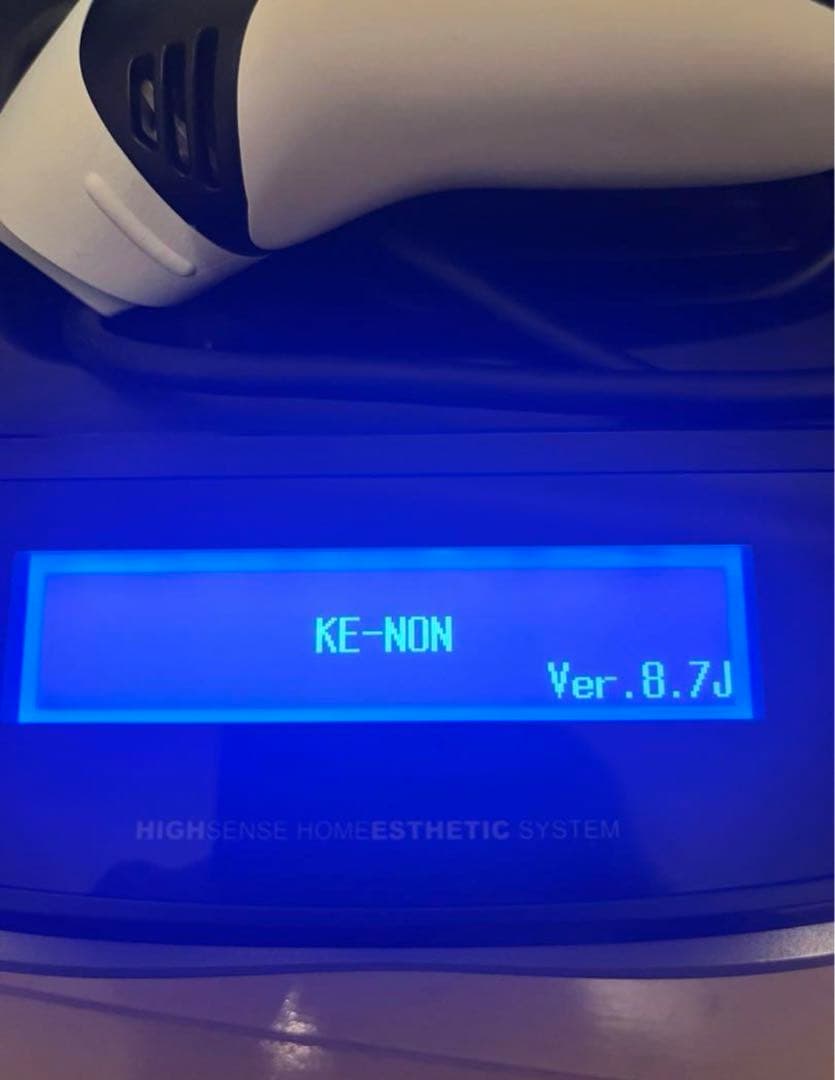 KE-NON
Ver.8.7J
HIGHSENSE HOMEESTHETIC SYSTEM